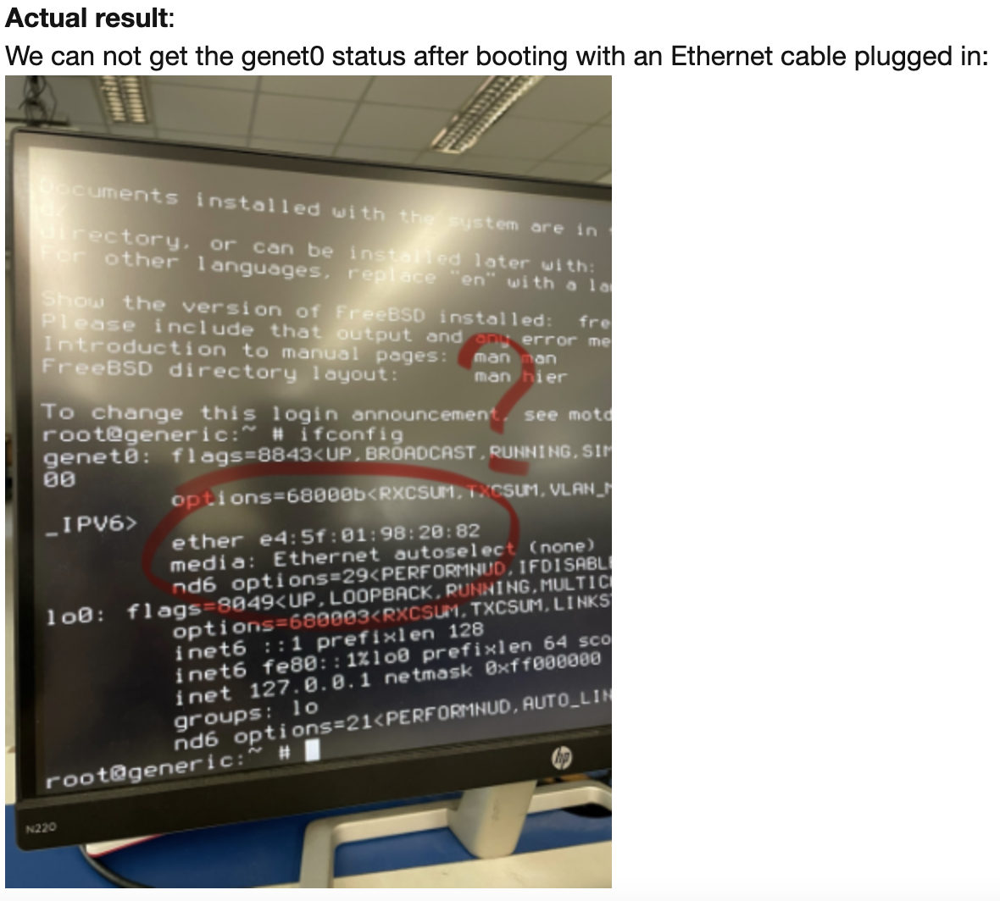 Actual result:
We can not get the genet0 status after booting with an Ethernet cable plugged in:
Documents installed with the system are in
directory, or can be installed later with:
For other languages, replace "en" with a
Show the version of FreeBSD installed: fre
Please include that output and any error me
Introduction to manual pages: man man
FreeBSD directory layout: man hier
To change this login announcement, see motd
root@generic:~ # ifconfig
genet0: flags=8843<UP,BROADCAST,RUNNING,SIM
00
options=68000b<RXCSUM,TXCSUM,VLAN_M
_IPV6>
ether e4:5f:01:98:20:82
media: Ethernet autoselect (none)
nd6 options=29<PERFORMNUD,IFDISABLE
lo0: flags=8049<UP,LOOPBACK,RUNNING,MULTIC
options=680003<RXCSUM,TXCSUM,LINKS
inet6 ::1 prefixlen 128
inet6 fe80::1%lo0 prefixlen 64 sco
inet 127.0.0.1 netmask 0xff000000
groups: lo
nd6 options=21<PERFORMNUD,AUTO_LIN
root@generic:~ #
hp
N220
?